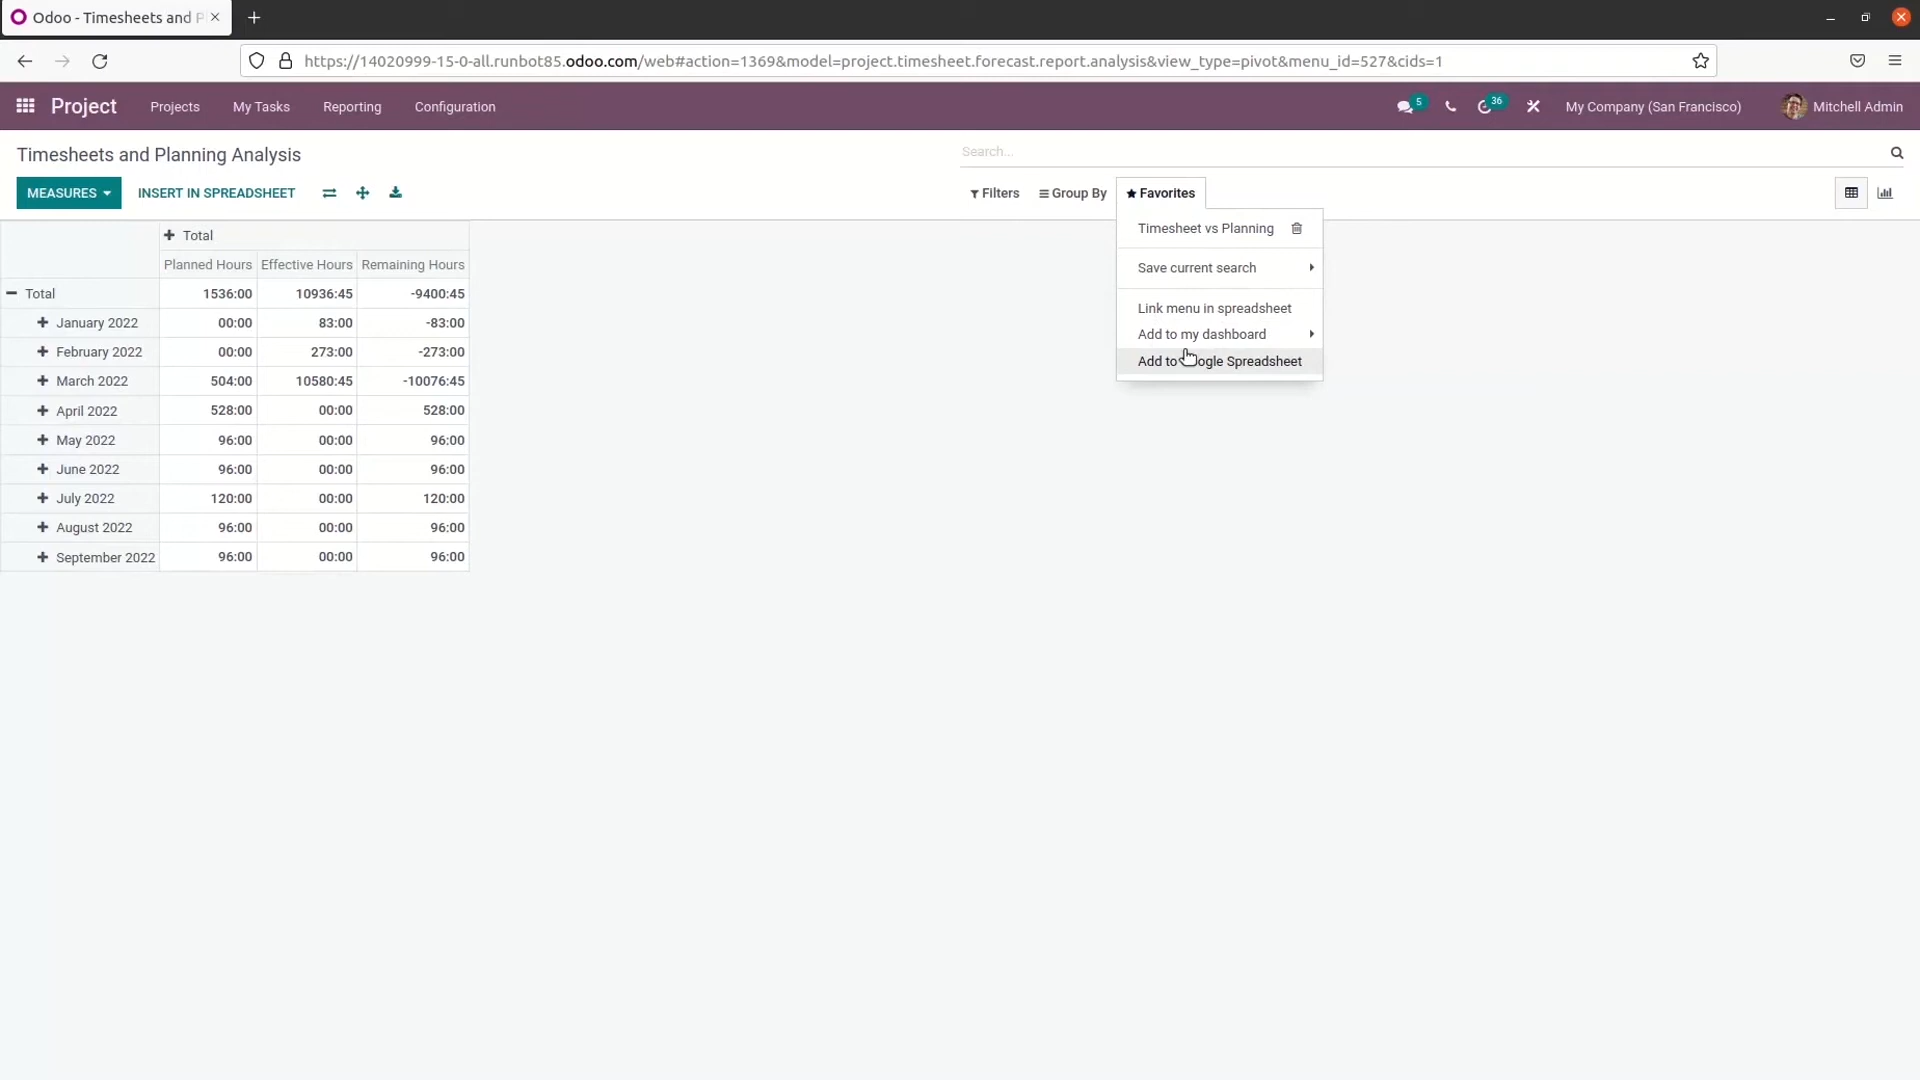 Odoo - Timesheets and P
https://14020999-15-0-all.runbot85.odoo.com/web#action=1369&model=project.timesheet.forecast.report.analysis&view_type=pivot&menu_id=527&cids=1
Project Projects My Tasks Reporting Configuration 5 36 My Company (San Francisco) Mitchell Admin
Timesheets and Planning Analysis Search...
MEASURES INSERT IN SPREADSHEET Filters Group By Favorites
Timesheet vs Planning
Save current search
Link menu in spreadsheet
Add to my dashboard
Add to Google Spreadsheet
Total
Planned Hours Effective Hours Remaining Hours
Total 1536:00 10936:45 -9400:45
January 2022 00:00 83:00 -83:00
February 2022 00:00 273:00 -273:00
March 2022 504:00 10580:45 -10076:45
April 2022 528:00 00:00 528:00
May 2022 96:00 00:00 96:00
June 2022 96:00 00:00 96:00
July 2022 120:00 00:00 120:00
August 2022 96:00 00:00 96:00
September 2022 96:00 00:00 96:00